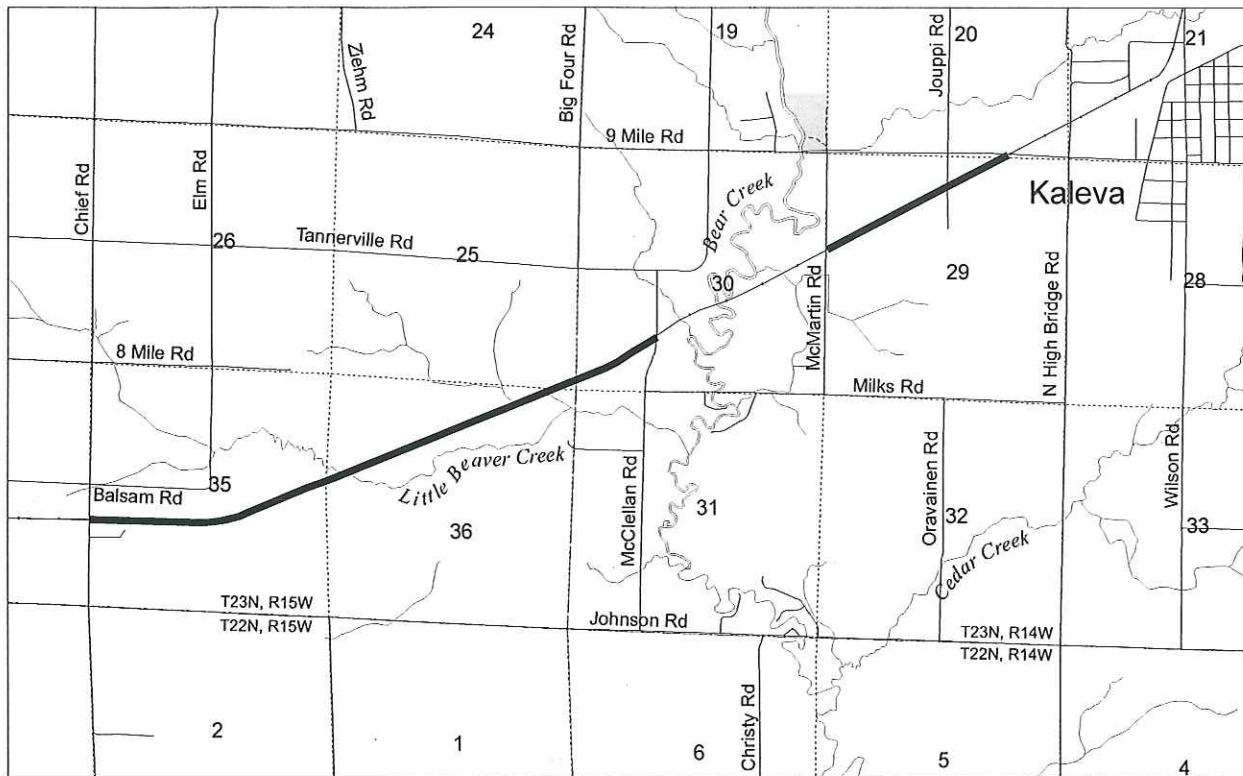 24
19
20
21
Ziehm Rd
Big Four Rd
Jouppi Rd
9 Mile Rd
Chief Rd
Elm Rd
Bear Creek
Kaleva
26
Tannerville Rd
25
30
29
28
McMartin Rd
N High Bridge Rd
8 Mile Rd
Milks Rd
Little Beaver Creek
35
Balsam Rd
36
McClellan Rd
31
Oravainen Rd
32
Cedar Creek
Wilson Rd
33
T23N, R15W
T22N, R15W
Johnson Rd
T23N, R14W
T22N, R14W
2
1
6
Christy Rd
5
4